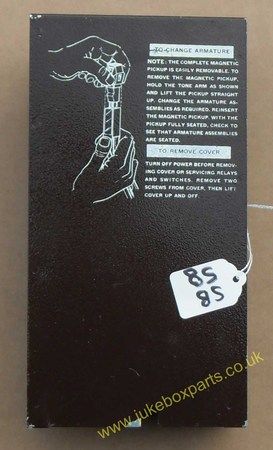 TO CHANGE ARMATURE
NOTE: THE COMPLETE MAGNETIC
PICKUP IS EASILY REMOVABLE. TO
REMOVE THE MAGNETIC PICKUP,
HOLD THE TONE ARM AS SHOWN
AND LIFT THE PICKUP STRAIGHT
UP. CHANGE THE ARMATURE AS-
SEMBLIES AS REQUIRED. REINSERT
THE MAGNETIC PICKUP. WITH THE
PICKUP FULLY SEATED, CHECK TO
SEE THAT ARMATURE ASSEMBLIES
ARE SEATED.
TO REMOVE COVER
TURN OFF POWER BEFORE REMOV-
ING COVER OR SERVICING RELAYS
AND SWITCHES. REMOVE TWO
SCREWS FROM COVER, THEN LIFT
COVER UP AND OFF.
58
85
www.jukeboxparts.co.uk